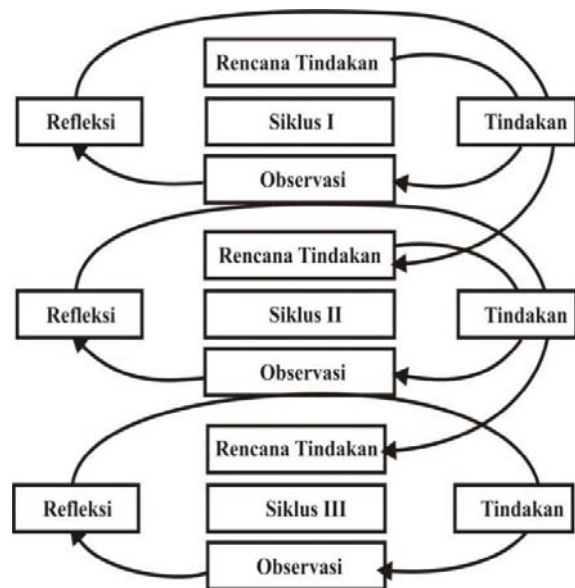 Rencana Tindakan
Refleksi
Siklus I
Tindakan
Observasi
Rencana Tindakan
Refleksi
Siklus II
Tindakan
Observasi
Rencana Tindakan
Refleksi
Siklus III
Tindakan
Observasi